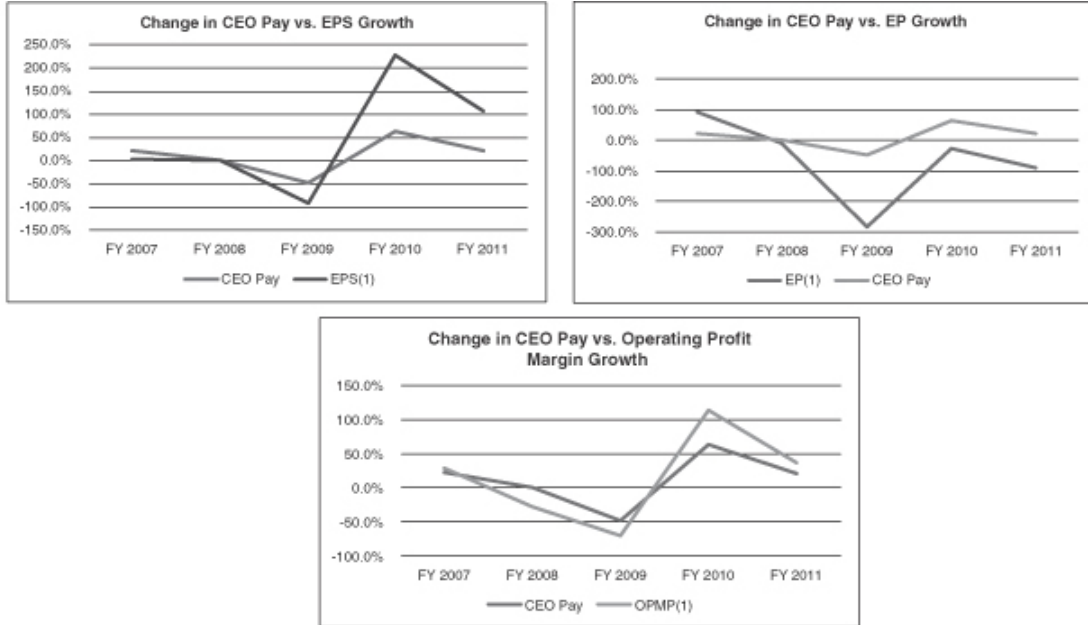 Change in CEO Pay vs. EPS Growth
250.0%
200.0%
150.0%
100.0%
50.0%
0.0%
-50.0%
-100.0%
-150.0%
FY 2007 FY 2008 FY 2009 FY 2010 FY 2011
CEO Pay EPS(1)
Change in CEO Pay vs. EP Growth
200.0%
100.0%
0.0%
-100.0%
-200.0%
-300.0%
FY 2007 FY 2008 FY 2009 FY 2010 FY 2011
EP(1) CEO Pay
Change in CEO Pay vs. Operating Profit
Margin Growth
150.0%
100.0%
50.0%
0.0%
-50.0%
-100.0%
FY 2007 FY 2008 FY 2009 FY 2010 FY 2011
CEO Pay OPMP(1)